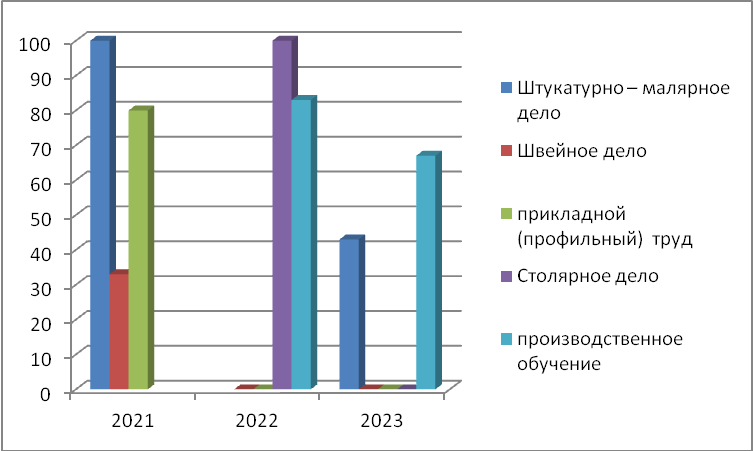 100
90
80
70
60
50
40
30
20
10
0
2021
2022
2023
Штукатурно – малярное
дело
Швейное дело
прикладной
(профильный) труд
Столярное дело
производственное
обучение